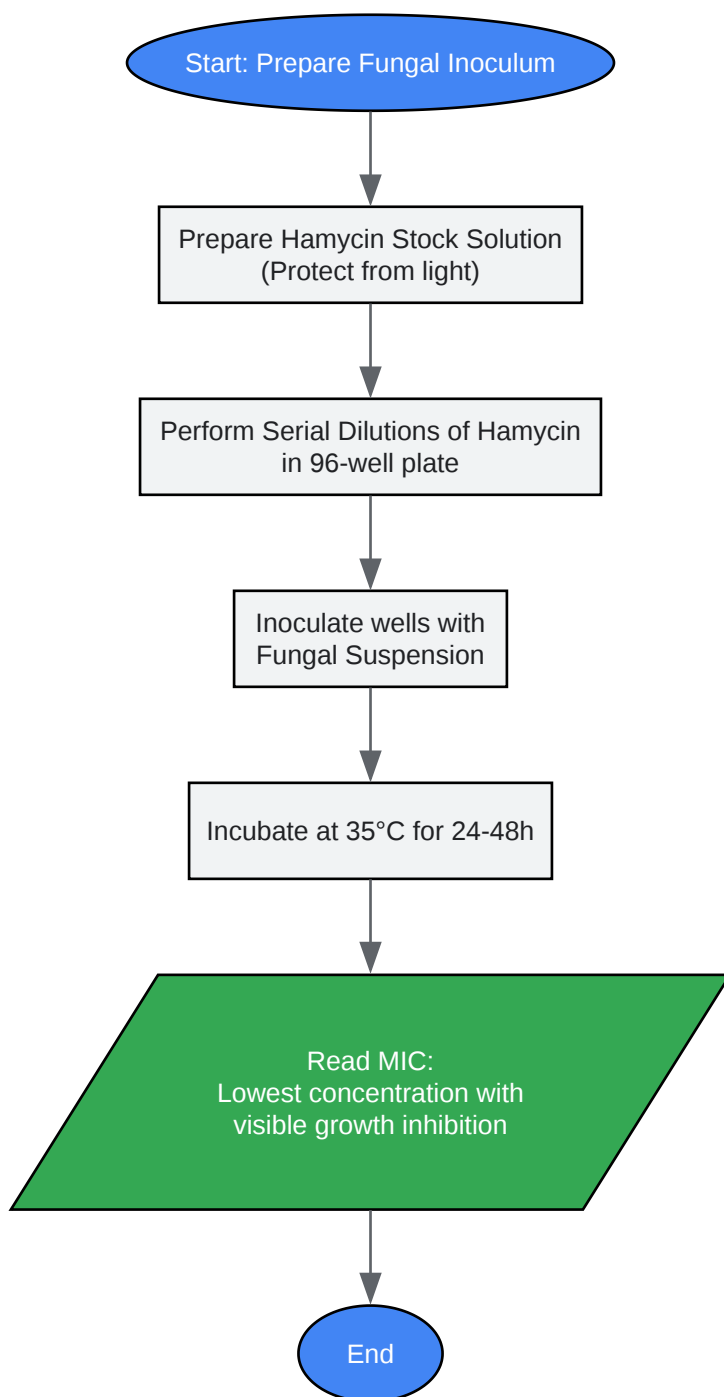 Start: Prepare Fungal Inoculum
Prepare Hamycin Stock Solution
(Protect from light)
Perform Serial Dilutions of Hamycin
in 96-well plate
Inoculate wells with
Fungal Suspension
Incubate at 35°C for 24-48h
Read MIC:
Lowest concentration with
visible growth inhibition
End